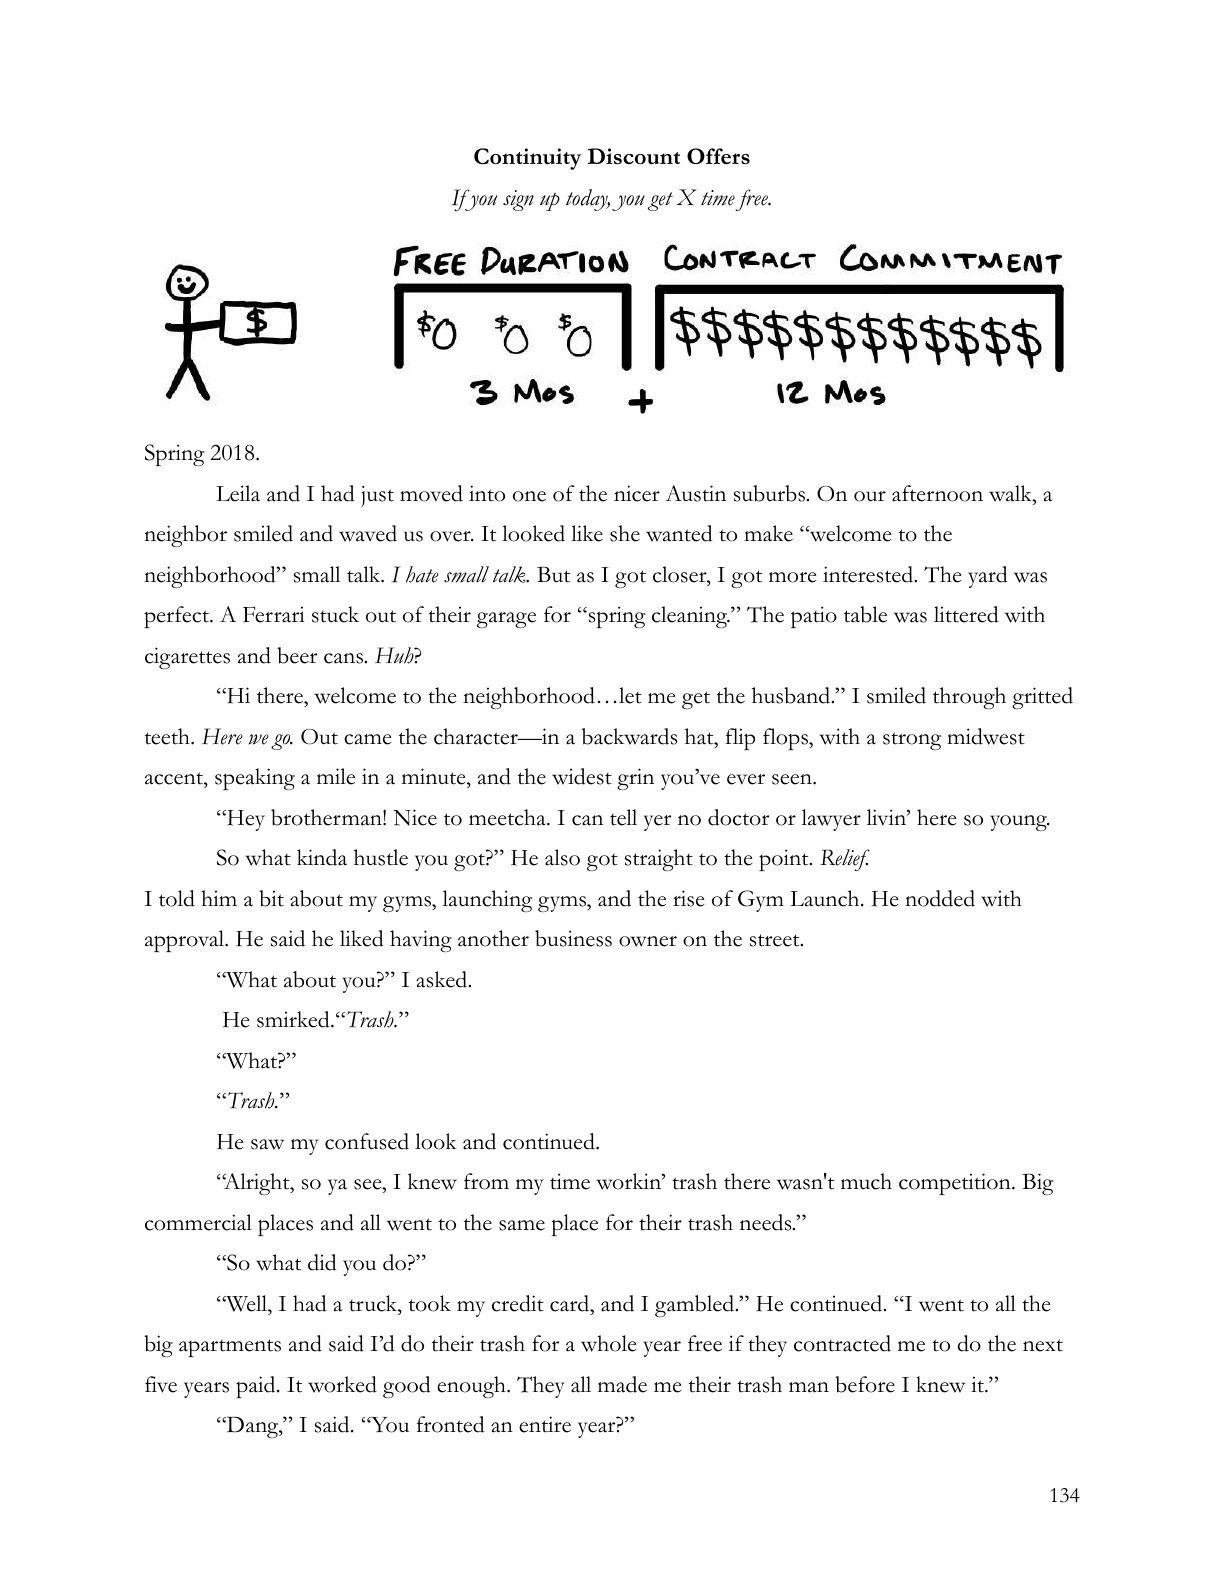 Continuity Discount Offers
If you sign up today, you get X time free.
FREE DURATION CONTRACT COMMITMENT
$ $0 $0 $0 $$$$$$$$$$$$
3 Mos + 12 Mos
Spring 2018.
Leila and I had just moved into one of the nicer Austin suburbs. On our afternoon walk, a
neighbor smiled and waved us over. It looked like she wanted to make “welcome to the
neighborhood” small talk. I hate small talk. But as I got closer, I got more interested. The yard was
perfect. A Ferrari stuck out of their garage for “spring cleaning.” The patio table was littered with
cigarettes and beer cans. Huh?
“Hi there, welcome to the neighborhood…let me get the husband.” I smiled through gritted
teeth. Here we go. Out came the character—in a backwards hat, flip flops, with a strong midwest
accent, speaking a mile in a minute, and the widest grin you’ve ever seen.
“Hey brotherman! Nice to meetcha. I can tell yer no doctor or lawyer livin’ here so young.
So what kinda hustle you got?” He also got straight to the point. Relief.
I told him a bit about my gyms, launching gyms, and the rise of Gym Launch. He nodded with
approval. He said he liked having another business owner on the street.
“What about you?” I asked.
He smirked.“Trash.”
“What?”
“Trash.”
He saw my confused look and continued.
“Alright, so ya see, I knew from my time workin’ trash there wasn't much competition. Big
commercial places and all went to the same place for their trash needs.”
“So what did you do?”
“Well, I had a truck, took my credit card, and I gambled.” He continued. “I went to all the
big apartments and said I’d do their trash for a whole year free if they contracted me to do the next
five years paid. It worked good enough. They all made me their trash man before I knew it.”
“Dang,” I said. “You fronted an entire year?”
134